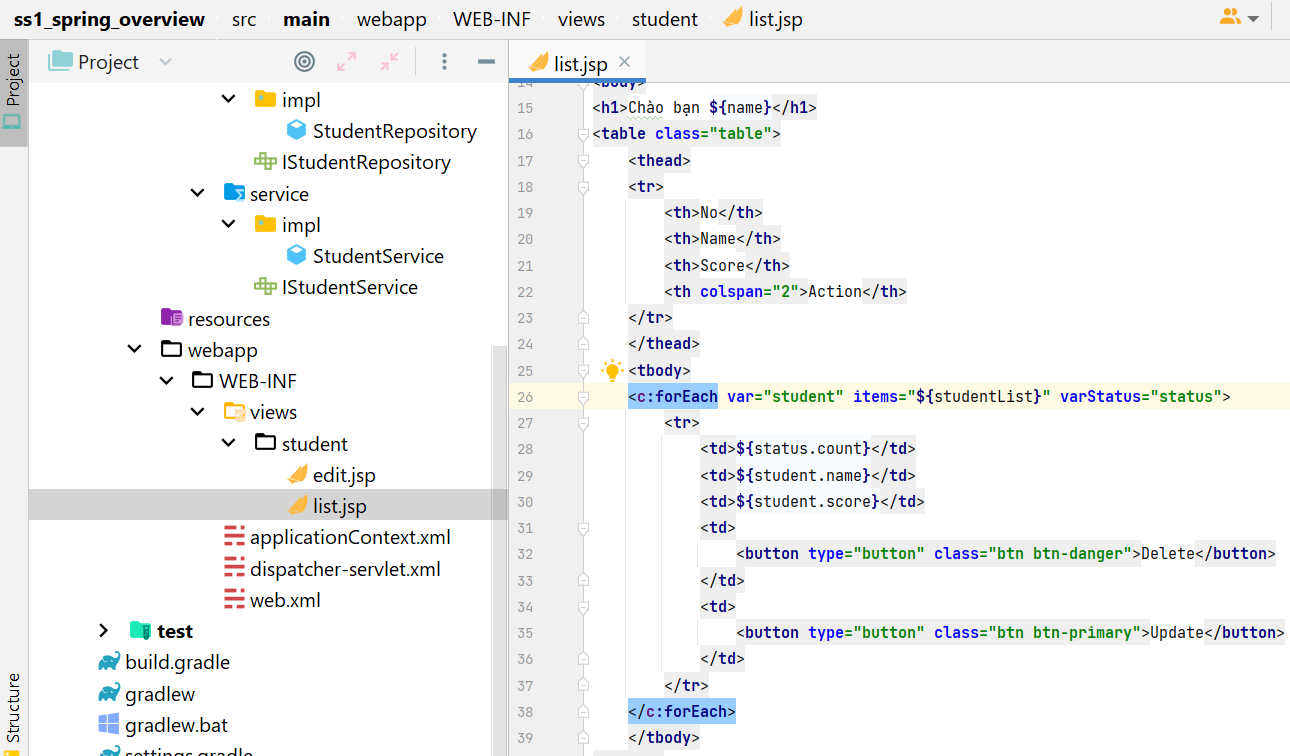 ss1_spring_overview src main webapp WEB-INF views student list.jsp
Project
Project
Structure
impl
StudentRepository
IStudentRepository
service
impl
StudentService
IStudentService
resources
webapp
WEB-INF
views
student
edit.jsp
list.jsp
applicationContext.xml
dispatcher-servlet.xml
web.xml
test
build.gradle
gradlew
gradlew.bat
settings.gradle
list.jsp
14 <body>
15 <h1>Chào bạn ${name}</h1>
16 <table class="table">
17 <thead>
18 <tr>
19 <th>No</th>
20 <th>Name</th>
21 <th>Score</th>
22 <th colspan="2">Action</th>
23 </tr>
24 </thead>
25 <tbody>
26 <c:forEach var="student" items="${studentList}" varStatus="status">
27 <tr>
28 <td>${status.count}</td>
29 <td>${student.name}</td>
30 <td>${student.score}</td>
31 <td>
32 <button type="button" class="btn btn-danger">Delete</button>
33 </td>
34 <td>
35 <button type="button" class="btn btn-primary">Update</button>
36 </td>
37 </tr>
38 </c:forEach>
39 </tbody>